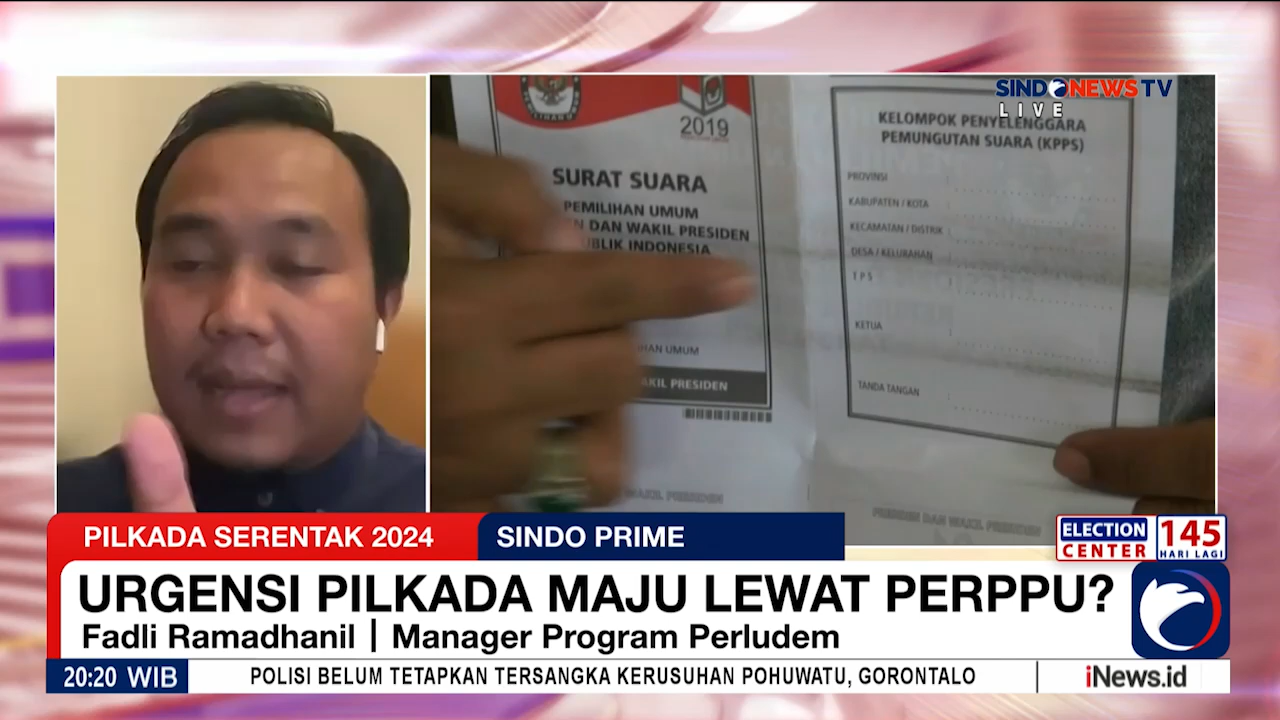 SINDONEWS TV
LIVE
2019
SURAT SUARA
PEMILIHAN UMUM
DAN WAKIL PRESIDEN
INDONESIA
KELOMPOK PENYELENGGARA
PEMUNGUTAN SUARA (KPPS)
PROVINSI
KABUPATEN / KOTA
KECAMATAN / DISTRIK
DESA / KELURAHAN
TPS
KETUA
TANDA TANGAN
UMUM
WAKIL PRESIDEN
PILKADA SERENTAK 2024
SINDO PRIME
ELECTION CENTER
145 HARI LAGI
URGENSI PILKADA MAJU LEWAT PERPPU?
Fadli Ramadhanil | Manager Program Perludem
20:20 WIB
POLISI BELUM TETAPKAN TERSANGKA KERUSUHAN POHUWATU, GORONTALO
iNews.id